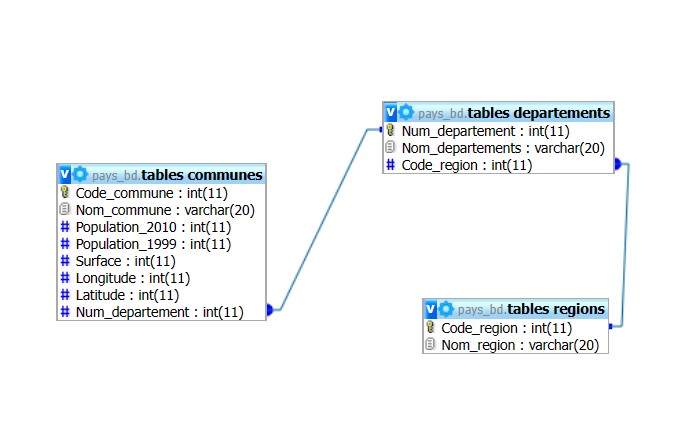 pays_bd.tables departements
Num_departement : int(11)
Nom_departements : varchar(20)
Code_region : int(11)
pays_bd.tables communes
Code_commune : int(11)
Nom_commune : varchar(20)
Population_2010 : int(11)
Population_1999 : int(11)
Surface : int(11)
Longitude : int(11)
Latitude : int(11)
Num_departement : int(11)
pays_bd.tables regions
Code_region : int(11)
Nom_region : varchar(20)